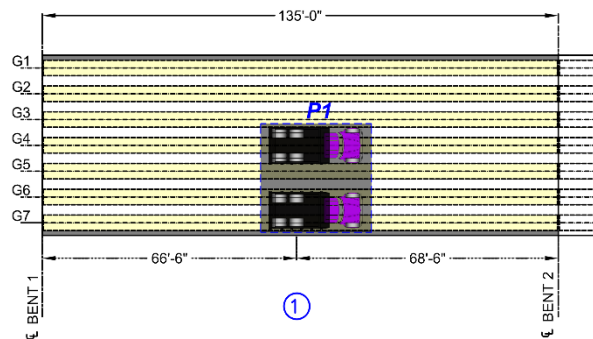 135'-0"
G1
G2
G3
P1
G4
G5
G6
G7
66'-6"
68'-6"
℄ BENT 1
1
℄ BENT 2